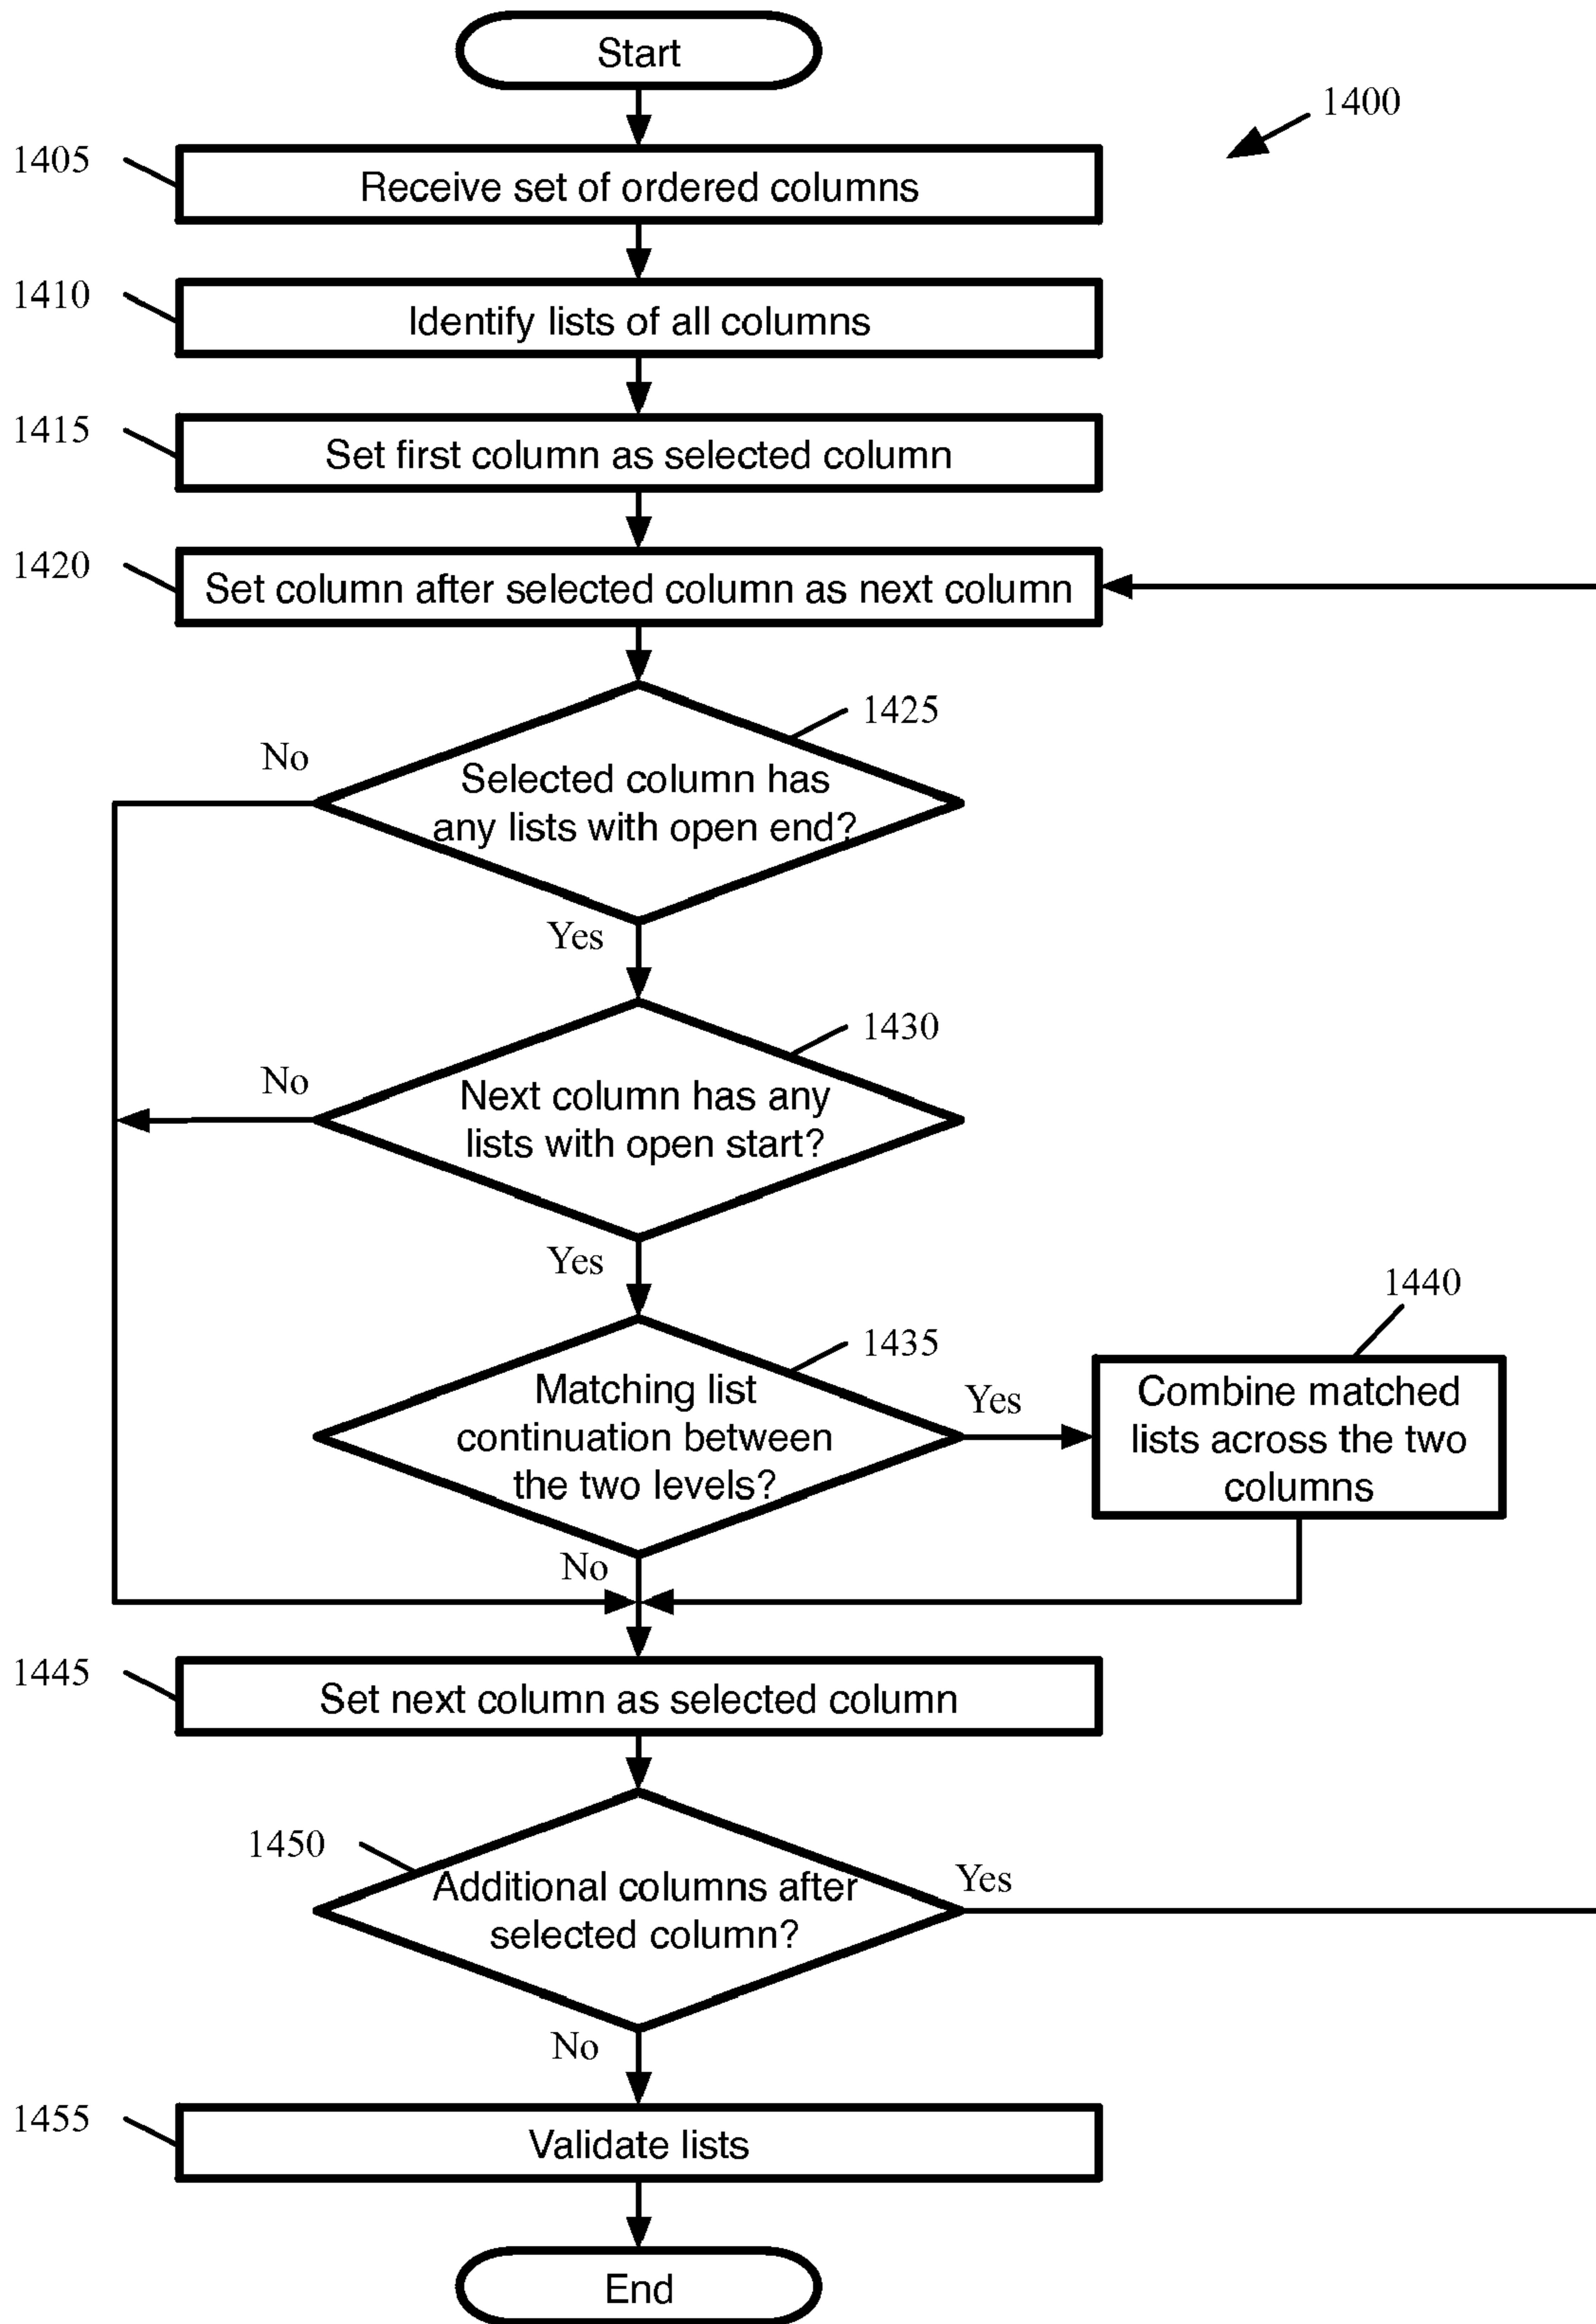 Start
1400
1405
Receive set of ordered columns
1410
Identify lists of all columns
1415
Set first column as selected column
1420
Set column after selected column as next column
1425
No
Selected column has
any lists with open end?
Yes
1430
No
Next column has any
lists with open start?
Yes
1440
1435
Matching list
continuation between
the two levels?
Yes
Combine matched
lists across the two
columns
No
1445
Set next column as selected column
1450
Additional columns after
selected column?
Yes
No
1455
Validate lists
End